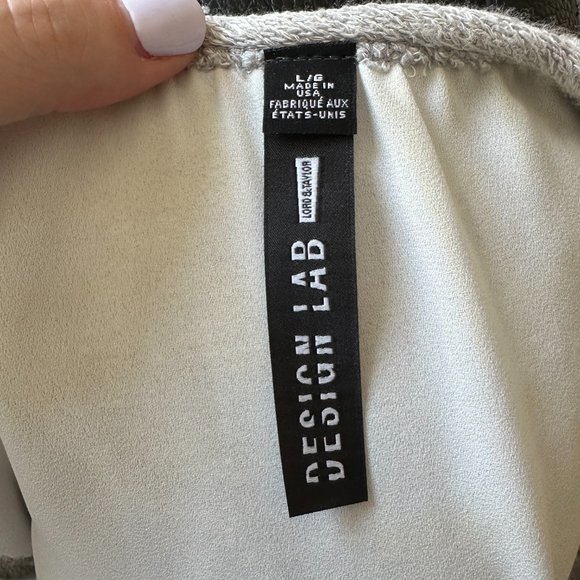 L/G
MADE IN
USA
FABRIQUÉ AUX
ÉTATS-UNIS
LORD & TAYLOR
DESIGN LAB